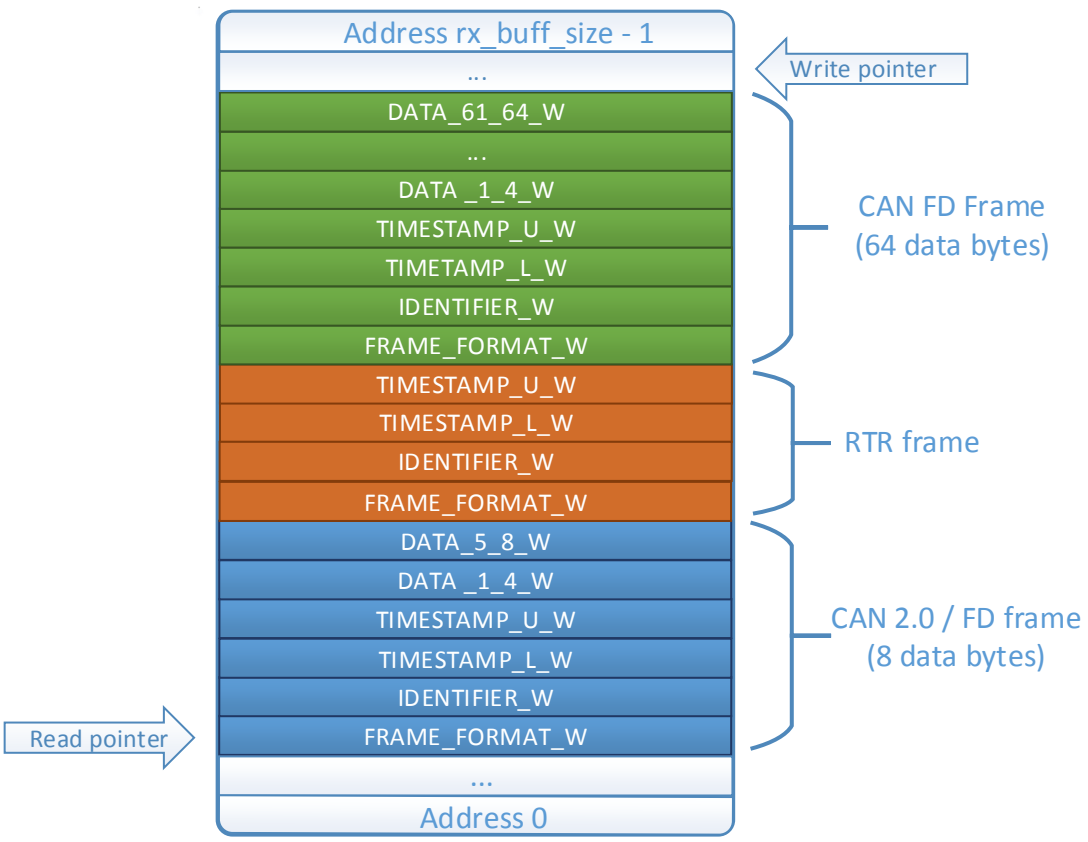 Address rx_buff_size - 1
...
Write pointer
DATA_61_64_W
...
DATA _1_4_W
TIMESTAMP_U_W
TIMETAMP_L_W
IDENTIFIER_W
FRAME_FORMAT_W
CAN FD Frame
(64 data bytes)
TIMESTAMP_U_W
TIMESTAMP_L_W
IDENTIFIER_W
FRAME_FORMAT_W
RTR frame
DATA_5_8_W
DATA _1_4_W
TIMESTAMP_U_W
TIMESTAMP_L_W
IDENTIFIER_W
FRAME_FORMAT_W
CAN 2.0 / FD frame
(8 data bytes)
Read pointer
...
Address 0